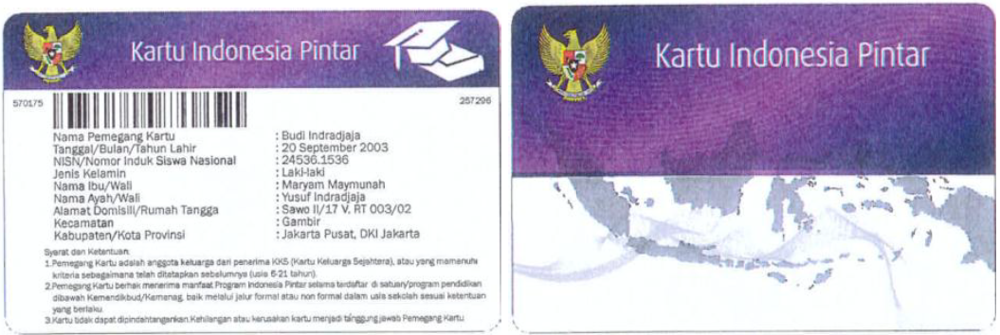 Kartu Indonesia Pintar
570175
257296
Nama Pemegang Kartu : Budi Indradjaja
Tanggal/Bulan/Tahun Lahir : 20 September 2003
NISN/Nomor Induk Siswa Nasional : 24536.1536
Jenis Kelamin : Laki-laki
Nama Ibu/Wali : Maryam Maymunah
Nama Ayah/Wali : Yusuf Indradjaja
Alamat Domisili/Rumah Tangga : Sawo II/17 V, RT 003/02
Kecamatan : Gambir
Kabupaten/Kota Provinsi : Jakarta Pusat, DKI Jakarta
Syarat dan Ketentuan:
1.Pemegang Kartu adalah anggota keluarga dari penerima KKS (Kartu Keluarga Sejahtera), atau yang memenuhi
kriteria sebagaimana telah ditetapkan sebelumnya (usia 6-21 tahun).
2.Pemegang Kartu berhak menerima manfaat Program Indonesia Pintar selama terdaftar di satuan/program pendidikan
dibawah Kemendikbud/Kemenag, baik melalui jalur formal atau non formal dalam usia sekolah sesuai ketentuan
yang berlaku.
3.Kartu tidak dapat dipindahtangankan.Kehilangan atau kerusakan kartu menjadi tanggung jawab Pemegang Kartu
Kartu Indonesia Pintar